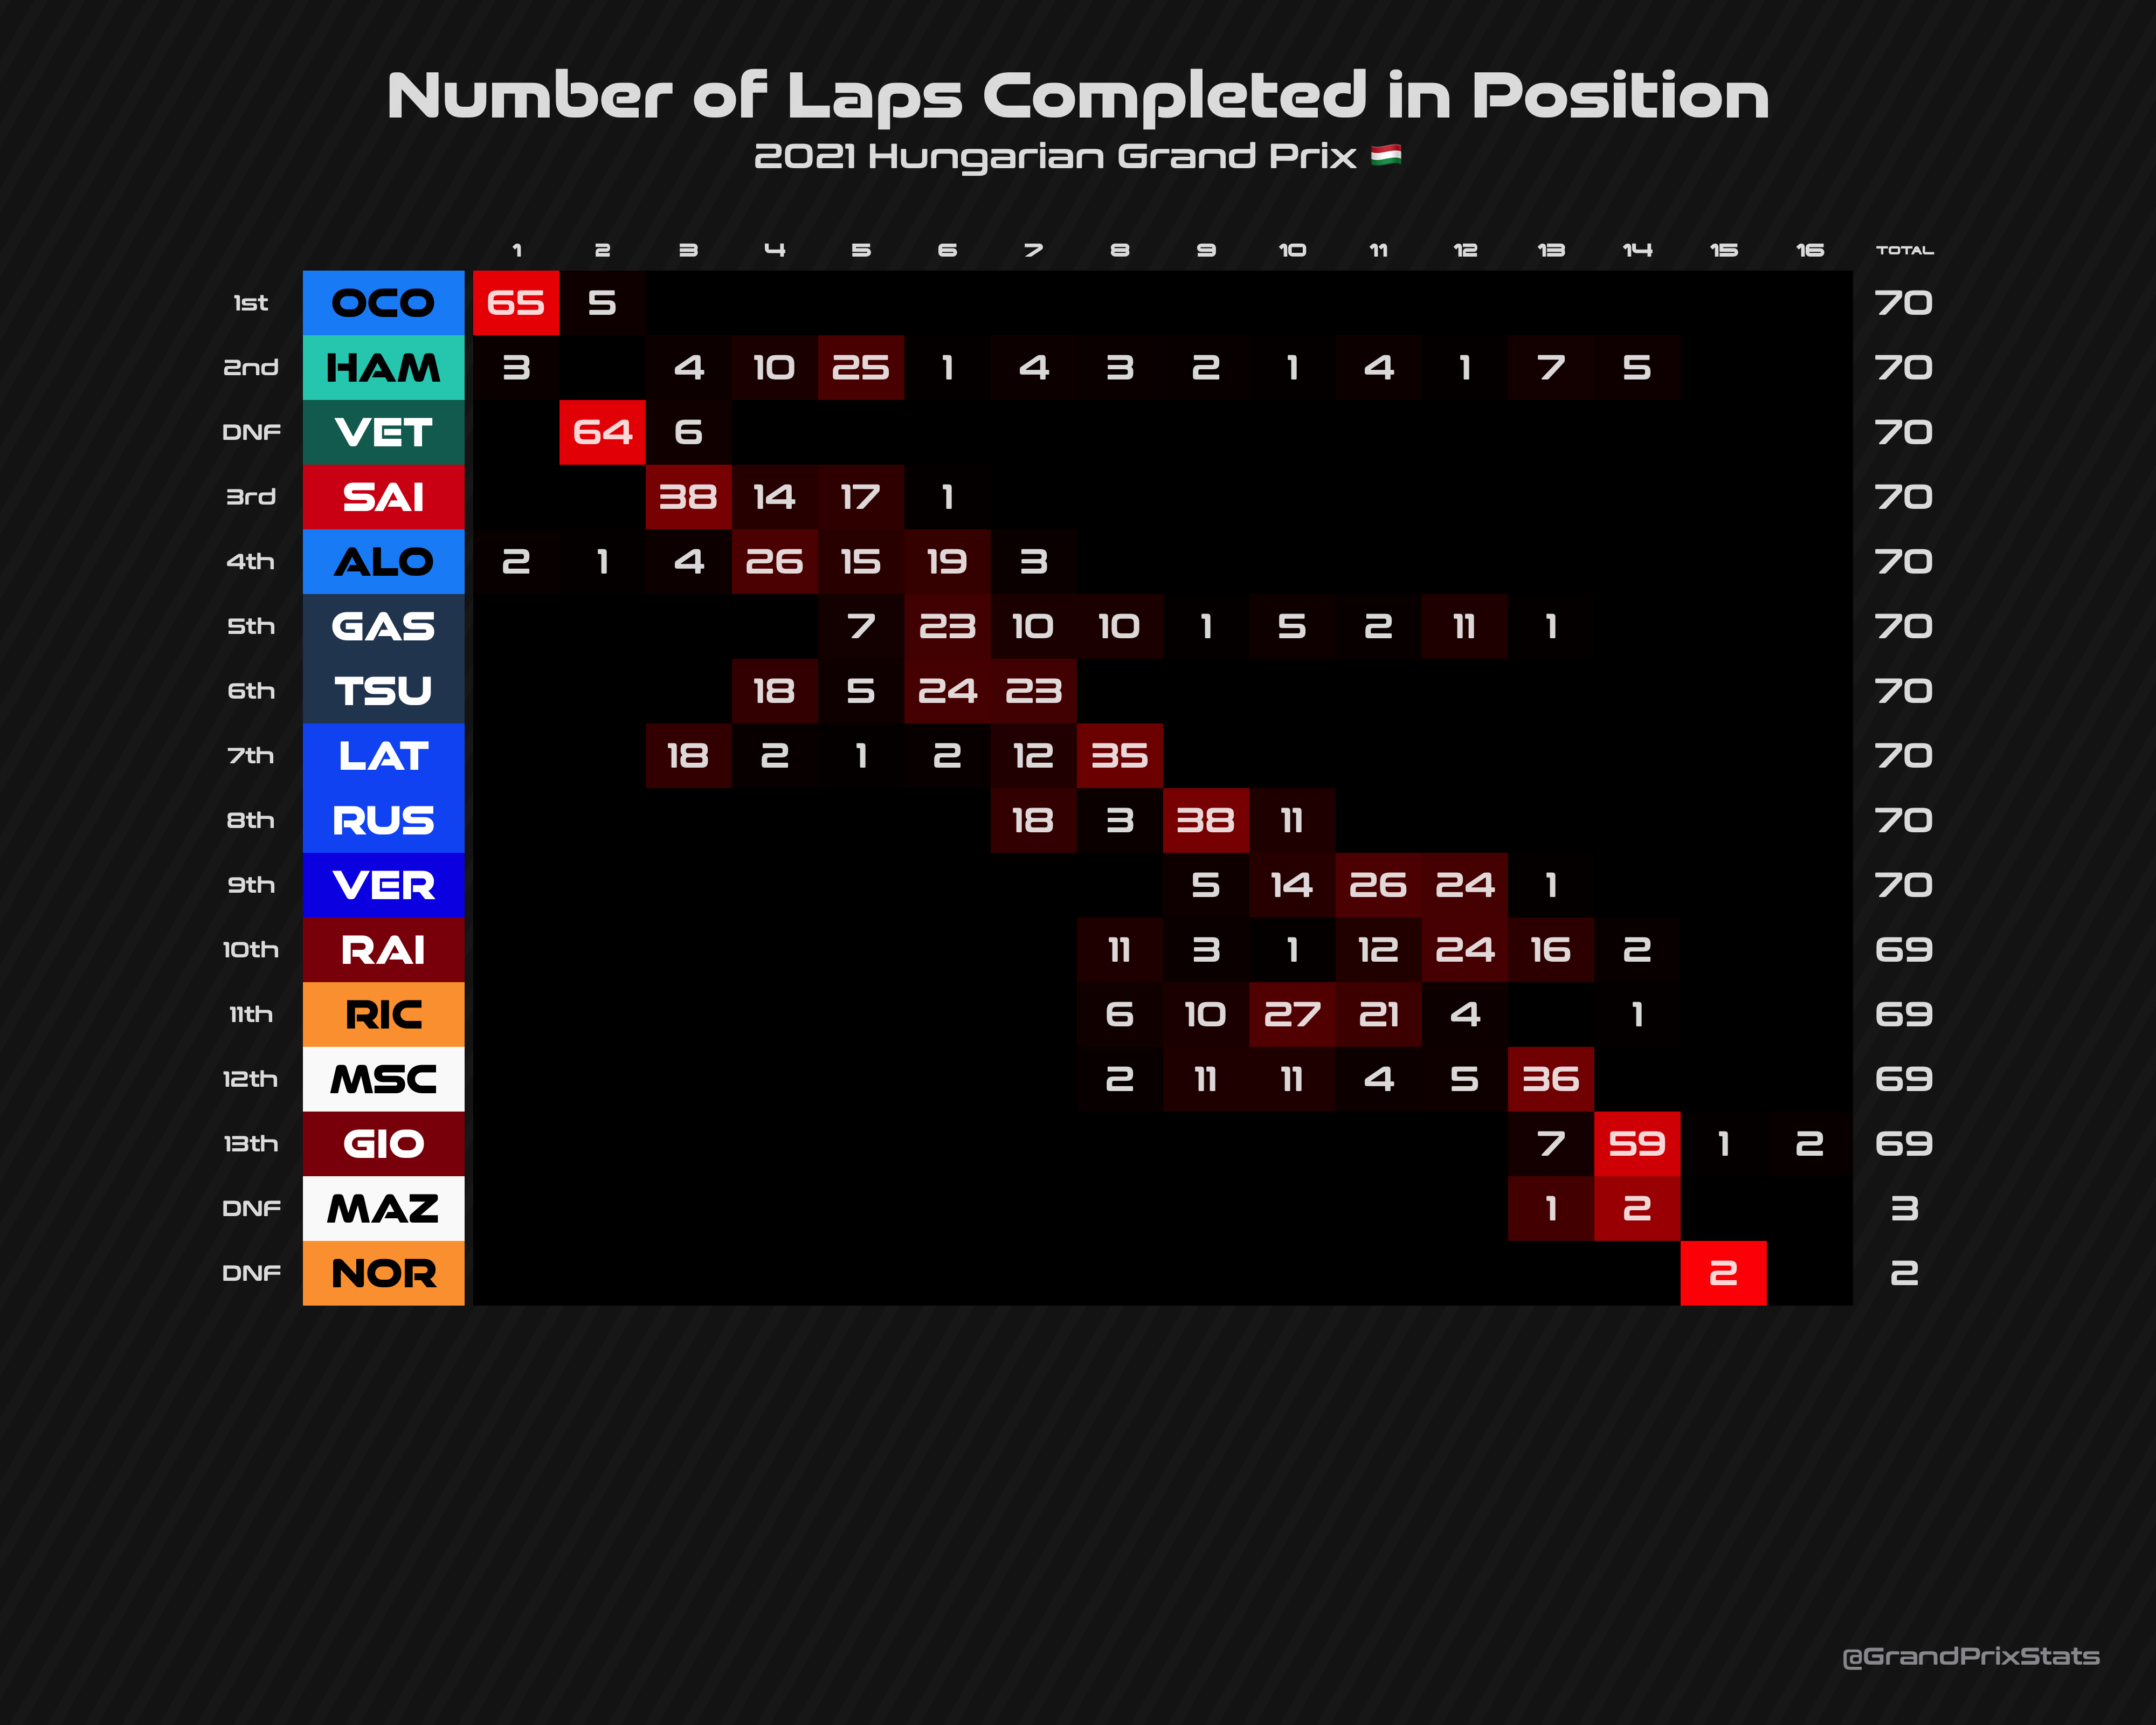 Number of Laps Completed in Position
2021 Hungarian Grand Prix 🇭🇺
1 2 3 4 5 6 7 8 9 10 11 12 13 14 15 16 TOTAL
1st OCO 65 5 70
2nd HAM 3 4 10 25 1 4 3 2 1 4 1 7 5 70
DNF VET 64 6 70
3rd SAI 38 14 17 1 70
4th ALO 2 1 4 26 15 19 3 70
5th GAS 7 23 10 10 1 5 2 11 1 70
6th TSU 18 5 24 23 70
7th LAT 18 2 1 2 12 35 70
8th RUS 18 3 38 11 70
9th VER 5 14 26 24 1 70
10th RAI 11 3 1 12 24 16 2 69
11th RIC 6 10 27 21 4 1 69
12th MSC 2 11 11 4 5 36 69
13th GIO 7 59 1 2 69
DNF MAZ 1 2 3
DNF NOR 2 2
@GrandPrixStats